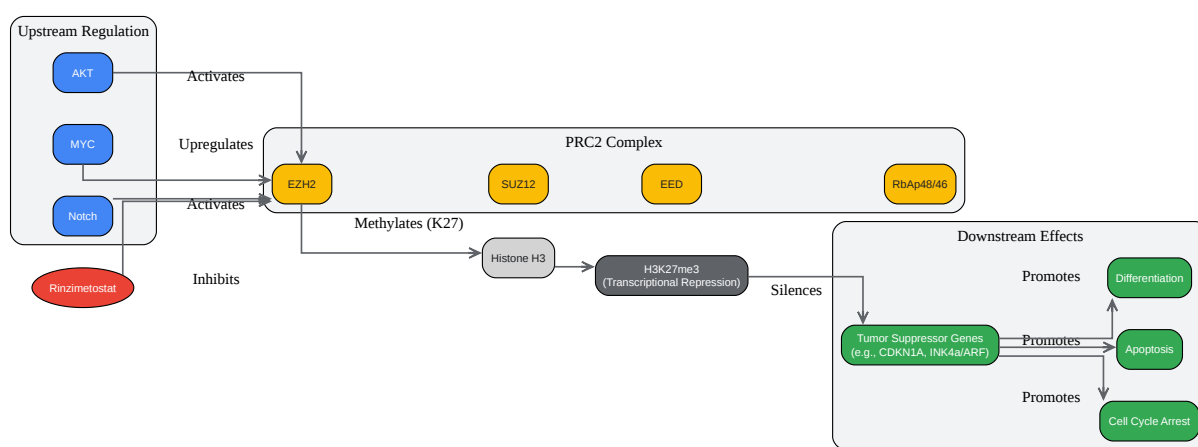 Upstream Regulation
AKT
Activates
MYC
Upregulates
PRC2 Complex
EZH2
SUZ12
EED
RbAp48/46
Notch
Activates
Methylates (K27)
Downstream Effects
Histone H3
H3K27me3
(Transcriptional Repression)
Rinzimetostat
Inhibits
Silences
Promotes
Differentiation
Tumor Suppressor Genes
(e.g., CDKN1A, INK4a/ARF)
Promotes
Apoptosis
Promotes
Cell Cycle Arrest